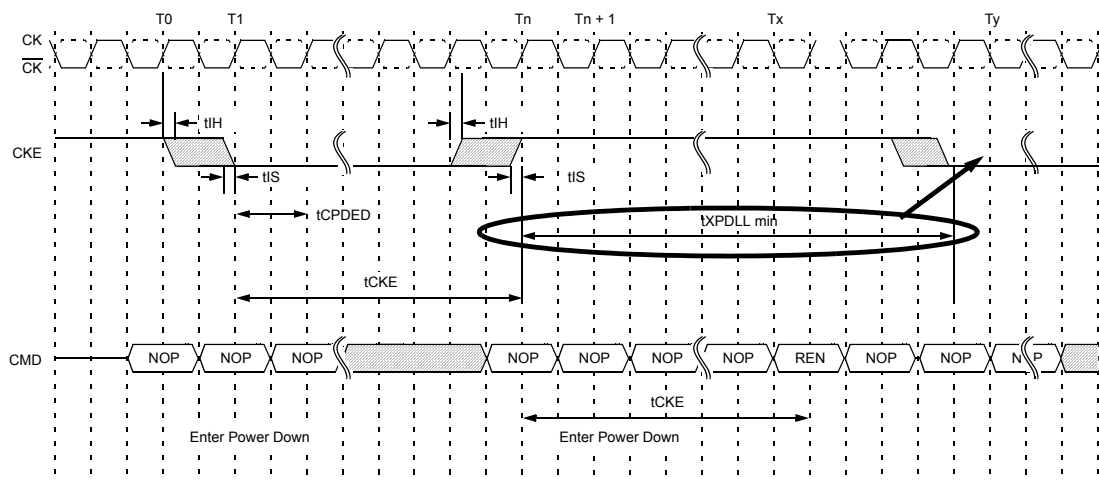 T0 T1 Tn Tn + 1 Tx Ty
CK
CK
tIH tIH
CKE
tIS tIS
tCPDED
tXPDLL min
tCKE
CMD NOP NOP NOP NOP NOP NOP NOP REN NOP NOP NOP
tCKE
Enter Power Down Enter Power Down